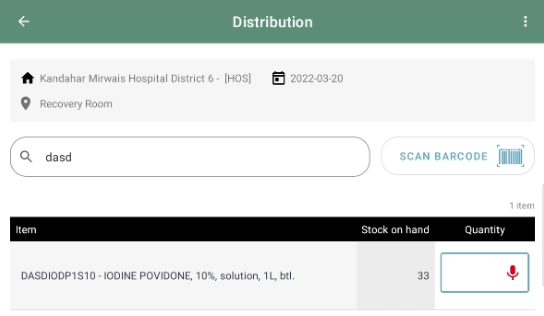 Distribution
Kandahar Mirwais Hospital District 6 - [HOS] 2022-03-20
Recovery Room
dasd
SCAN BARCODE
1 item
Item Stock on hand Quantity
DASDIODP1S10 - IODINE POVIDONE, 10%, solution, 1L, btl. 33